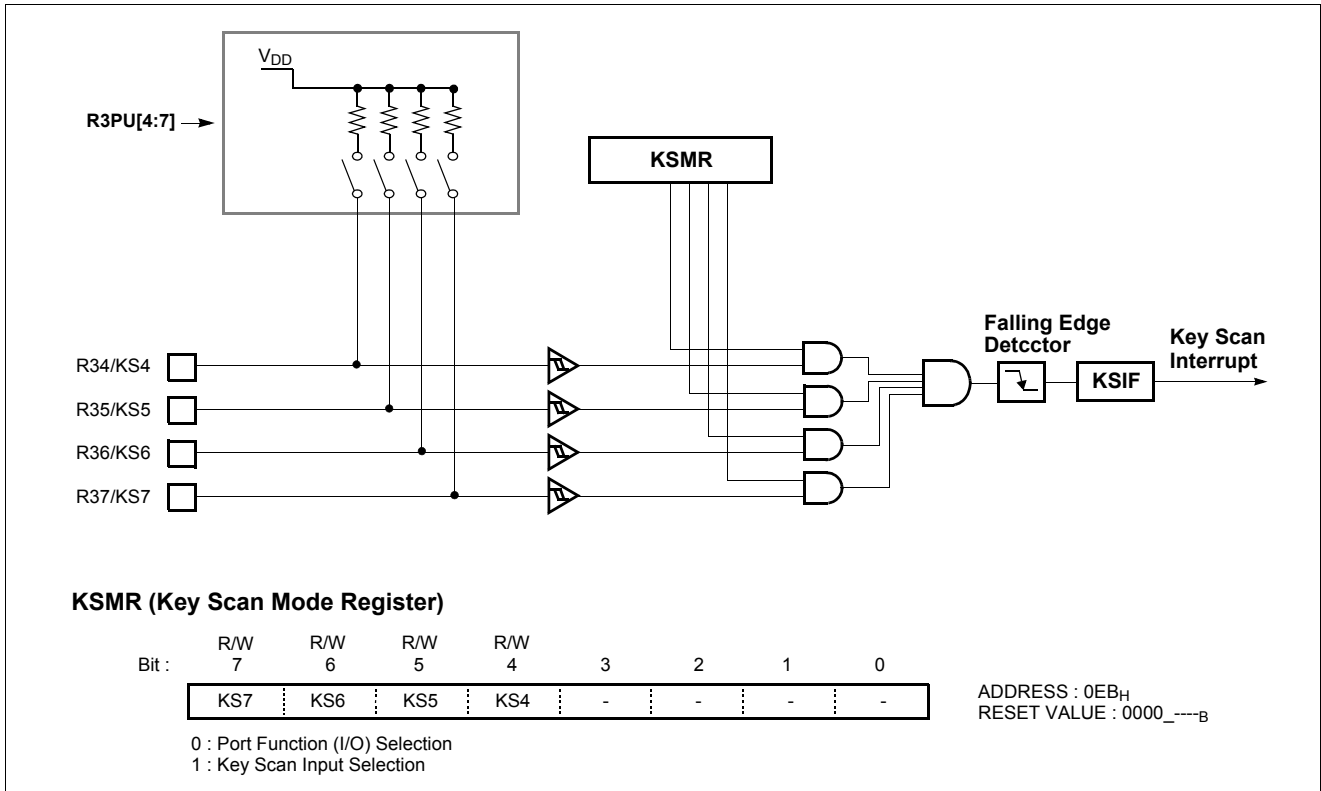 VDD
R3PU[4:7]
KSMR
R34/KS4
R35/KS5
R36/KS6
R37/KS7
Falling Edge
Detcctor
KSIF
Key Scan
Interrupt
KSMR (Key Scan Mode Register)
R/W R/W R/W R/W
Bit : 7 6 5 4 3 2 1 0
KS7 KS6 KS5 KS4 - - - -
ADDRESS : 0EBH
RESET VALUE : 0000_----B
0 : Port Function (I/O) Selection
1 : Key Scan Input Selection